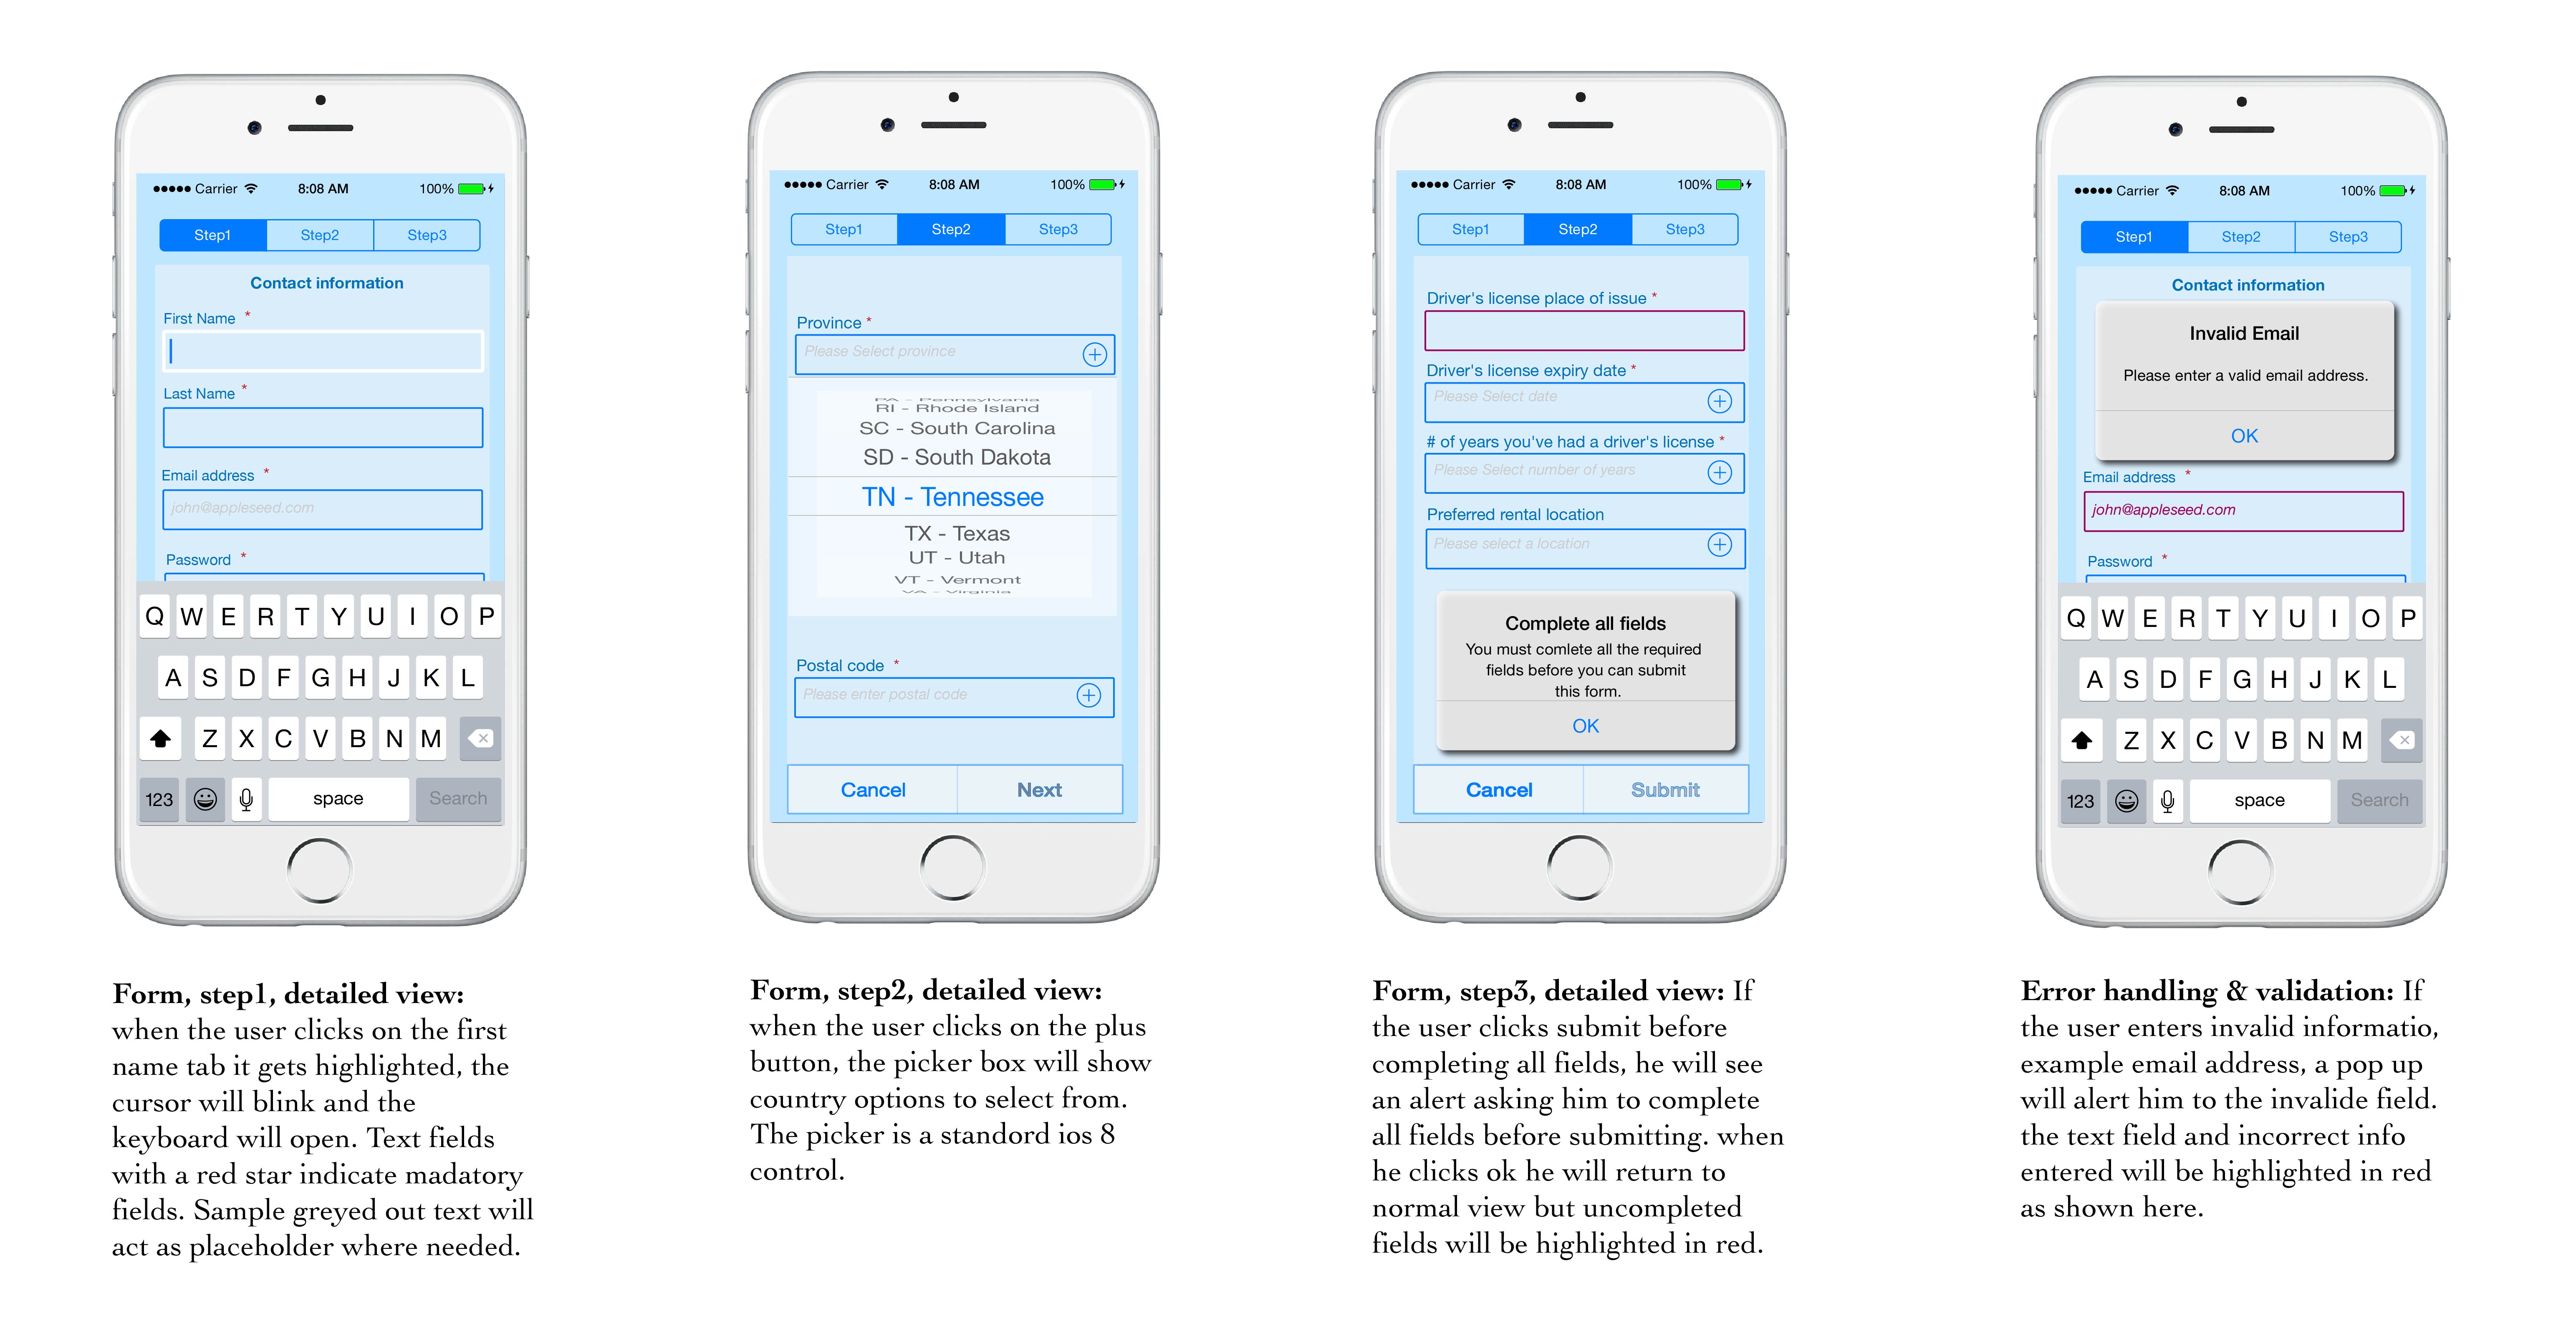 Carrier 8:08 AM 100%
Step1 Step2 Step3
Contact information
First Name *
Last Name *
Email address *
john@appleseed.com
Password *
Q W E R T Y U I O P
A S D F G H J K L
Z X C V B N M
123 space Search
Form, step1, detailed view:
when the user clicks on the first
name tab it gets highlighted, the
cursor will blink and the
keyboard will open. Text fields
with a red star indicate madatory
fields. Sample greyed out text will
act as placeholder where needed.
Carrier 8:08 AM 100%
Step1 Step2 Step3
Province *
Please Select province
PA - Pennsylvania
RI - Rhode Island
SC - South Carolina
SD - South Dakota
TN - Tennessee
TX - Texas
UT - Utah
VT - Vermont
VA - Virginia
Postal code *
Please enter postal code
Cancel Next
Form, step2, detailed view:
when the user clicks on the plus
button, the picker box will show
country options to select from.
The picker is a standord ios 8
control.
Carrier 8:08 AM 100%
Step1 Step2 Step3
Driver's license place of issue *
Driver's license expiry date *
Please Select date
# of years you've had a driver's license *
Please Select number of years
Preferred rental location
Please select a location
Complete all fields
You must comlete all the required
fields before you can submit
this form.
OK
Cancel Submit
Form, step3, detailed view: If
the user clicks submit before
completing all fields, he will see
an alert asking him to complete
all fields before submitting. when
he clicks ok he will return to
normal view but uncompleted
fields will be highlighted in red.
Carrier 8:08 AM 100%
Step1 Step2 Step3
Contact information
Invalid Email
Please enter a valid email address.
OK
Email address *
john@appleseed.com
Password *
Q W E R T Y U I O P
A S D F G H J K L
Z X C V B N M
123 space Search
Error handling & validation: If
the user enters invalid informatio,
example email address, a pop up
will alert him to the invalide field.
the text field and incorrect info
entered will be highlighted in red
as shown here.